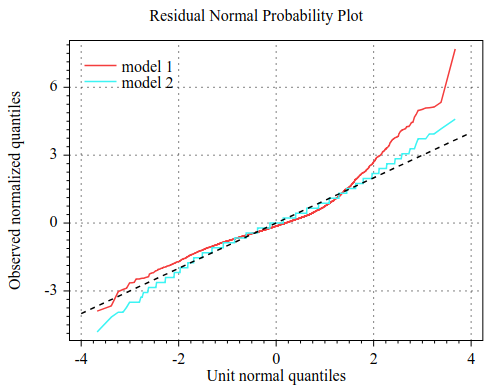 Residual Normal Probability Plot
model 1
model 2
Observed normalized quantiles
6
3
0
-3
-4
-2
0
2
4
Unit normal quantiles